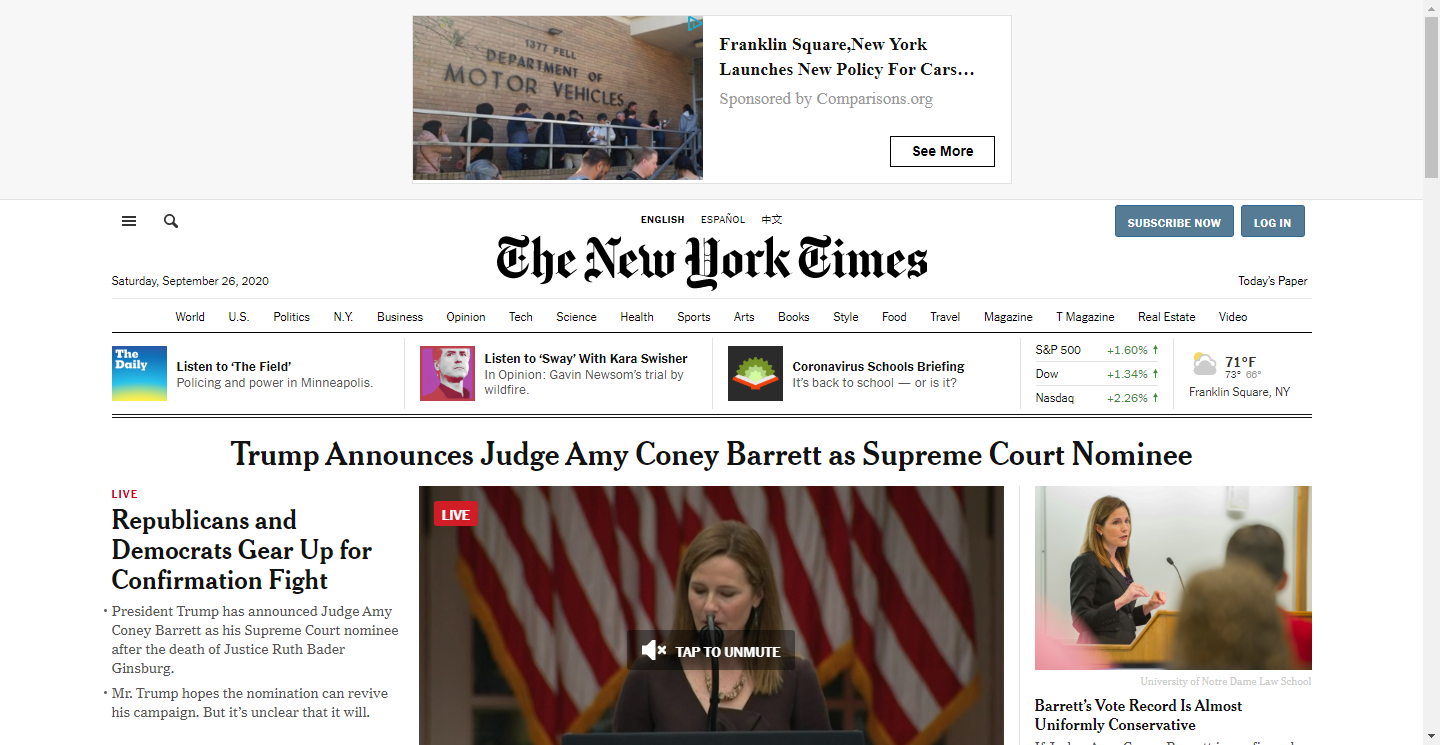 1377 FELL
DEPARTMENT OF
MOTOR VEHICLES
Franklin Square,New York
Launches New Policy For Cars...
Sponsored by Comparisons.org
See More
ENGLISH ESPAÑOL 中文
SUBSCRIBE NOW LOG IN
The New York Times
Saturday, September 26, 2020
Today's Paper
World U.S. Politics N.Y. Business Opinion Tech Science Health Sports Arts Books Style Food Travel Magazine T Magazine Real Estate Video
The
Daily
Listen to ‘The Field’
Policing and power in Minneapolis.
Listen to ‘Sway’ With Kara Swisher
In Opinion: Gavin Newsom’s trial by
wildfire.
Coronavirus Schools Briefing
It’s back to school — or is it?
S&P 500 +1.60% ↑
Dow +1.34% ↑
Nasdaq +2.26% ↑
71°F
73° 66°
Franklin Square, NY
Trump Announces Judge Amy Coney Barrett as Supreme Court Nominee
LIVE
Republicans and
Democrats Gear Up for
Confirmation Fight
• President Trump has announced Judge Amy
Coney Barrett as his Supreme Court nominee
after the death of Justice Ruth Bader
Ginsburg.
• Mr. Trump hopes the nomination can revive
his campaign. But it’s unclear that it will.
LIVE
TAP TO UNMUTE
University of Notre Dame Law School
Barrett’s Vote Record Is Almost
Uniformly Conservative